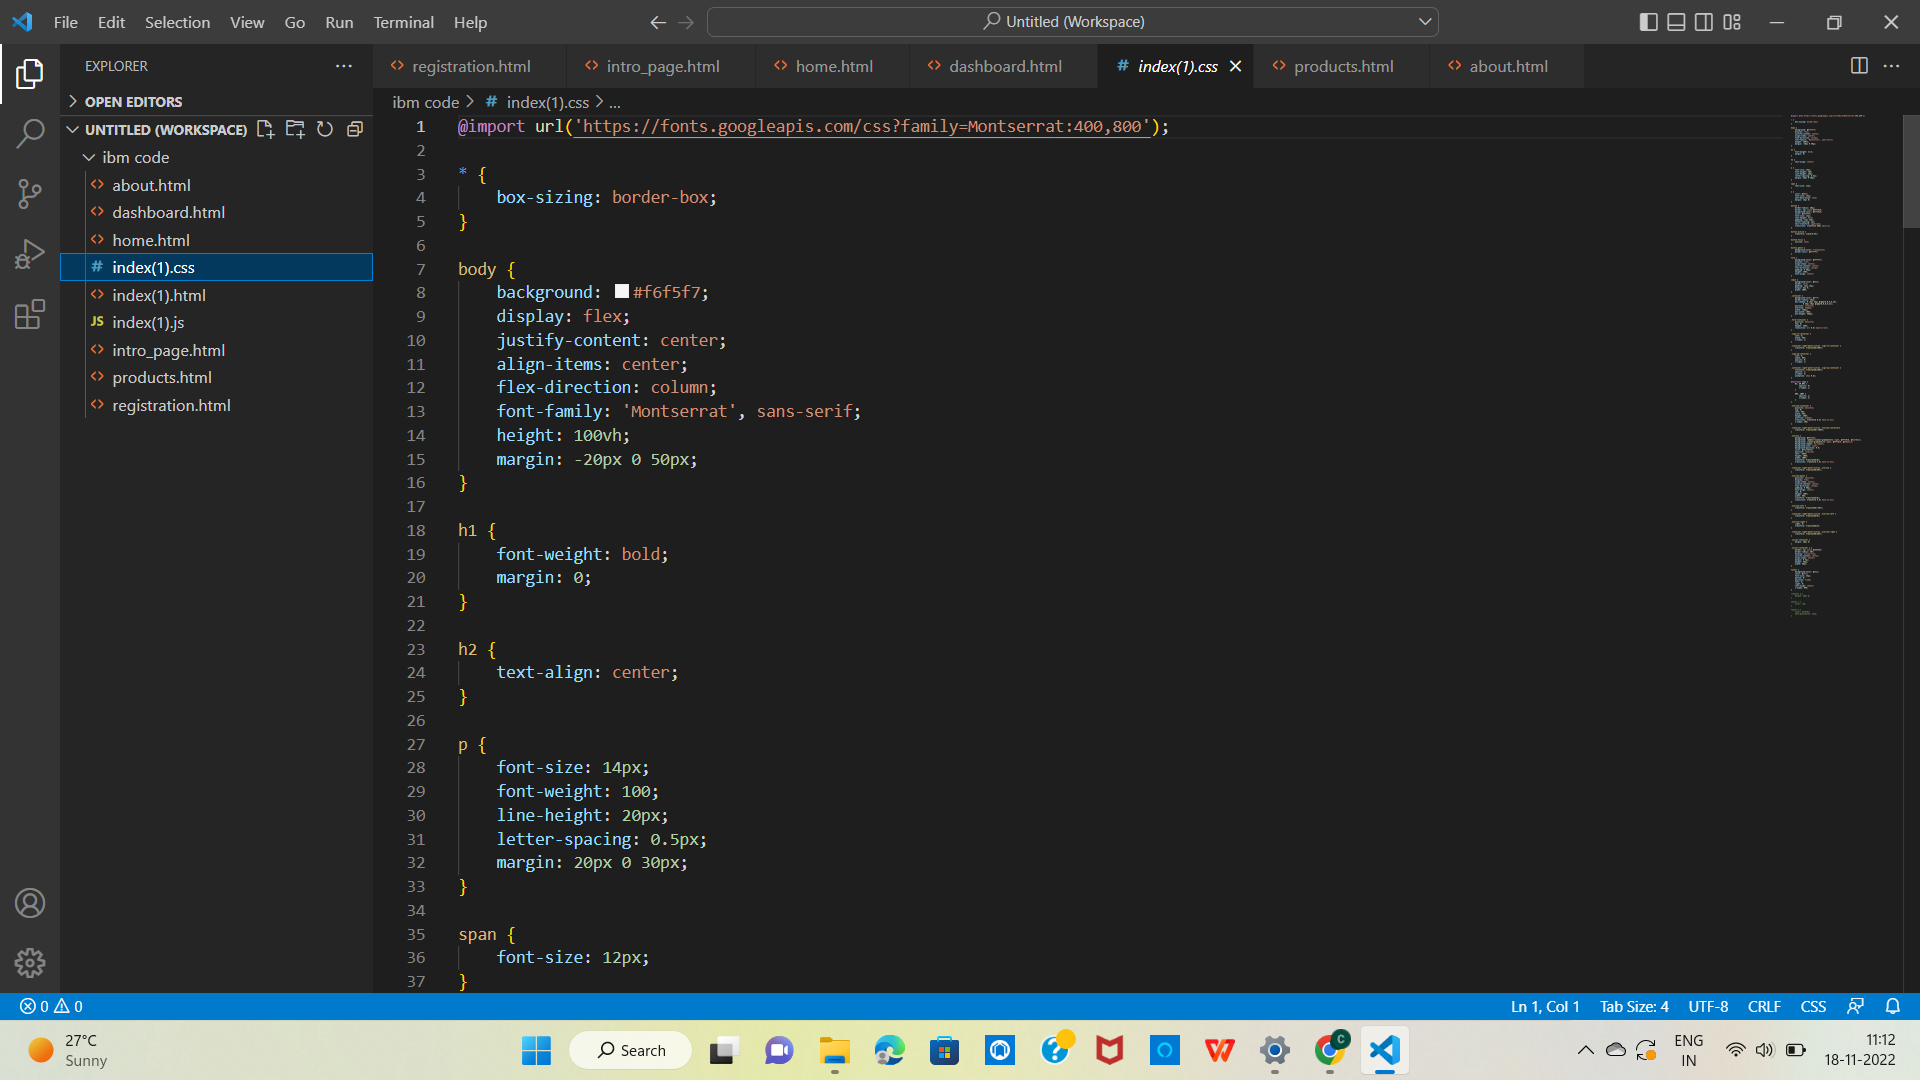 File Edit Selection View Go Run Terminal Help
Untitled (Workspace)
EXPLORER
OPEN EDITORS
UNTITLED (WORKSPACE)
ibm code
about.html
dashboard.html
home.html
# index(1).css
index(1).html
JS index(1).js
intro_page.html
products.html
registration.html
registration.html intro_page.html home.html dashboard.html # index(1).css products.html about.html
ibm code > # index(1).css > ...
1 @import url('https://fonts.googleapis.com/css?family=Montserrat:400,800');
2
3 * {
4 box-sizing: border-box;
5 }
6
7 body {
8 background: #f6f5f7;
9 display: flex;
10 justify-content: center;
11 align-items: center;
12 flex-direction: column;
13 font-family: 'Montserrat', sans-serif;
14 height: 100vh;
15 margin: -20px 0 50px;
16 }
17
18 h1 {
19 font-weight: bold;
20 margin: 0;
21 }
22
23 h2 {
24 text-align: center;
25 }
26
27 p {
28 font-size: 14px;
29 font-weight: 100;
30 line-height: 20px;
31 letter-spacing: 0.5px;
32 margin: 20px 0 30px;
33 }
34
35 span {
36 font-size: 12px;
37 }
0 0
Ln 1, Col 1 Tab Size: 4 UTF-8 CRLF CSS
27°C
Sunny
Search
C
ENG
IN
11:12
18-11-2022